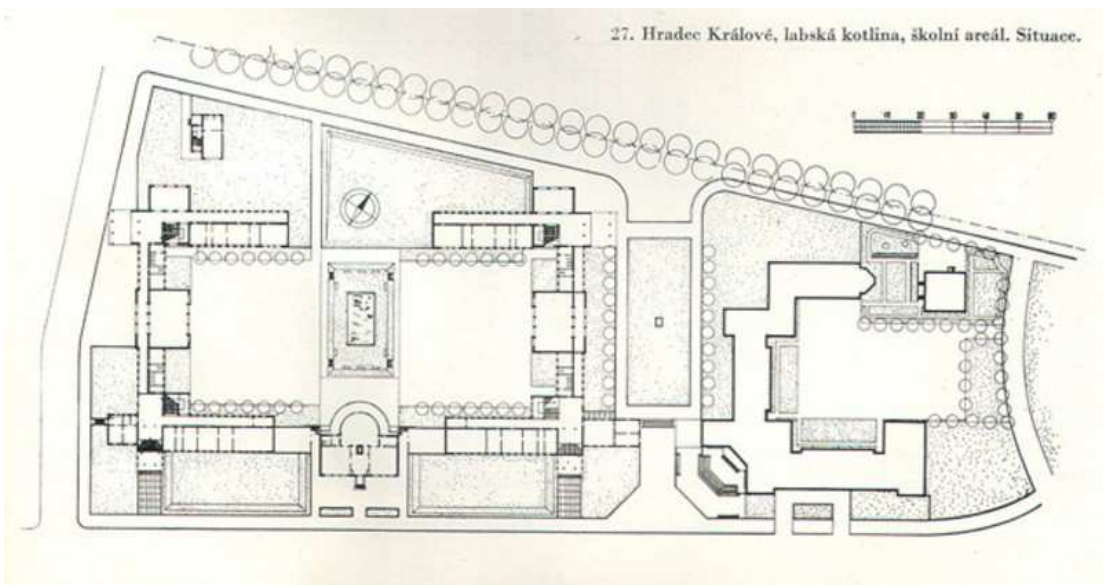 27. Hradec Králové, labská kotlina, školní areál. Situace.